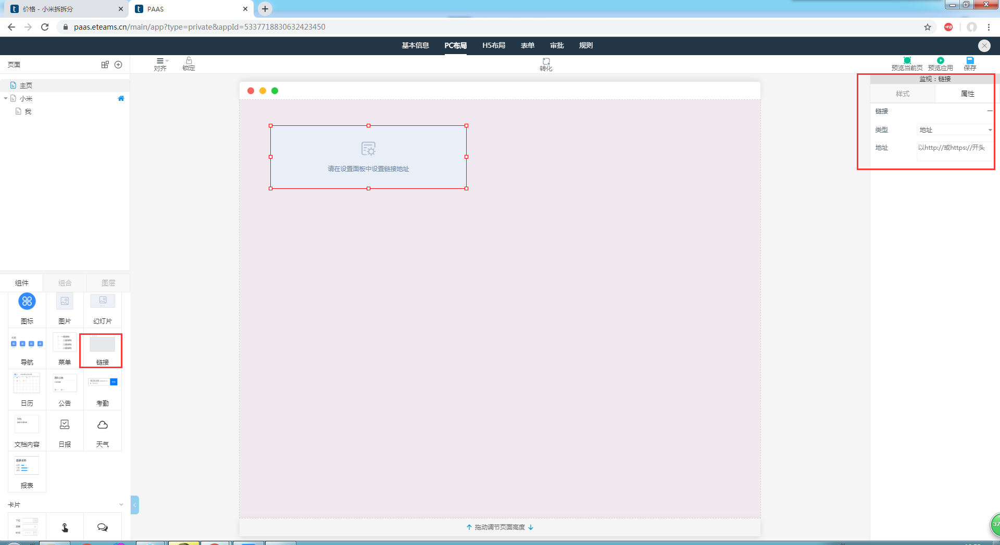 价格 - 小米拆拆分
PAAS
paas.eteams.cn/main/app?type=private&appId=5337718830632423450
基本信息
PC布局
H5布局
表单
审批
规则
页面
对齐
锁定
转化
预览当前页
预览应用
保存
主页
小米
我
监视：链接
样式
属性
链接
类型
地址
地址
以http://或https://开头
请在设置面板中设置链接地址
组件
组合
图层
图标
图片
幻灯片
导航
菜单
链接
日历
公告
考勤
文档内容
日报
天气
图表名称
报表
卡片
拖动调节页面高度
37